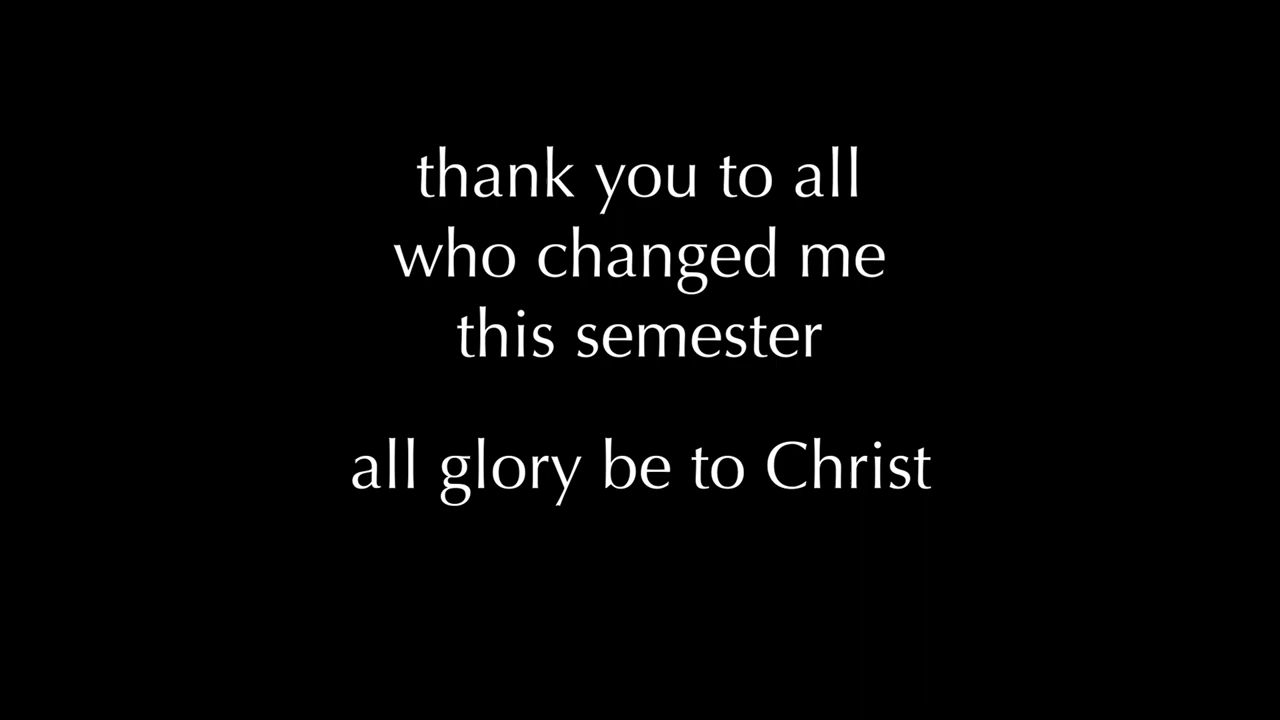 thank you to all
who changed me
this semester
all glory be to Christ